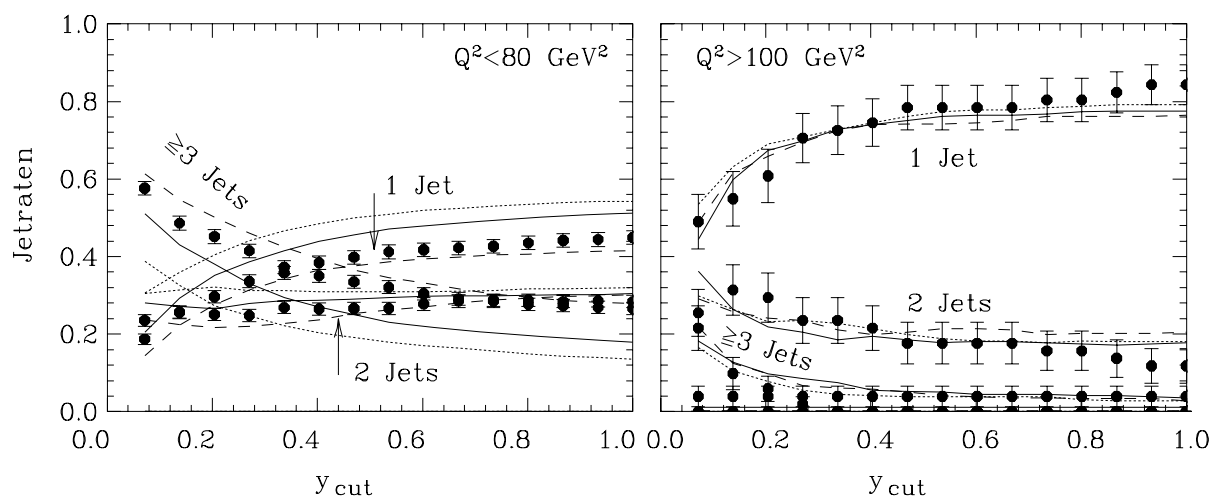 Jetraten
1.0
0.8
0.6
0.4
0.2
0.0
Q²<80 GeV²
≧3 Jets
1 Jet
2 Jets
0.0 0.2 0.4 0.6 0.8 1.0
y_cut
Q²>100 GeV²
1 Jet
2 Jets
≧3 Jets
0.0 0.2 0.4 0.6 0.8 1.0
y_cut